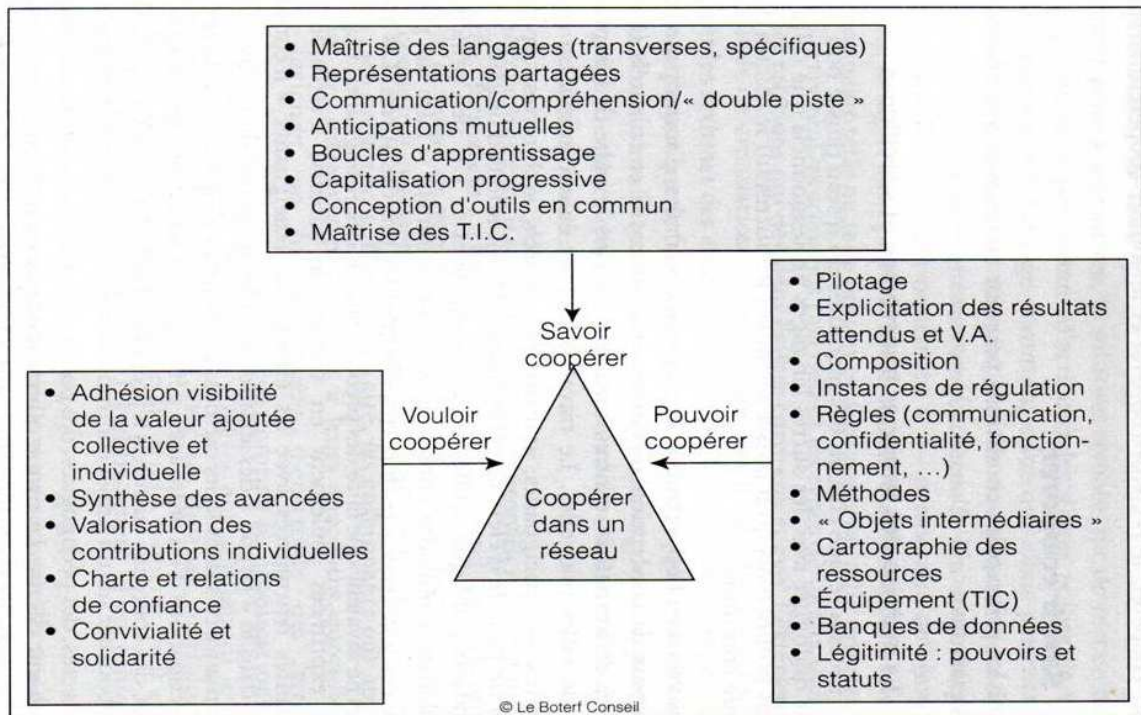 • Maîtrise des langages (transverses, spécifiques)
• Représentations partagées
• Communication/compréhension/« double piste »
• Anticipations mutuelles
• Boucles d'apprentissage
• Capitalisation progressive
• Conception d'outils en commun
• Maîtrise des T.I.C.
Savoir
coopérer
• Adhésion visibilité
de la valeur ajoutée
collective et
individuelle
• Synthèse des avancées
• Valorisation des
contributions individuelles
• Charte et relations
de confiance
• Convivialité et
solidarité
Vouloir
coopérer
Coopérer
dans un
réseau
Pouvoir
coopérer
• Pilotage
• Explicitation des résultats
attendus et V.A.
• Composition
• Instances de régulation
• Règles (communication,
confidentialité, fonction-
nement, ...)
• Méthodes
• « Objets intermédiaires »
• Cartographie des
ressources
• Équipement (TIC)
• Banques de données
• Légitimité : pouvoirs et
statuts
© Le Boterf Conseil